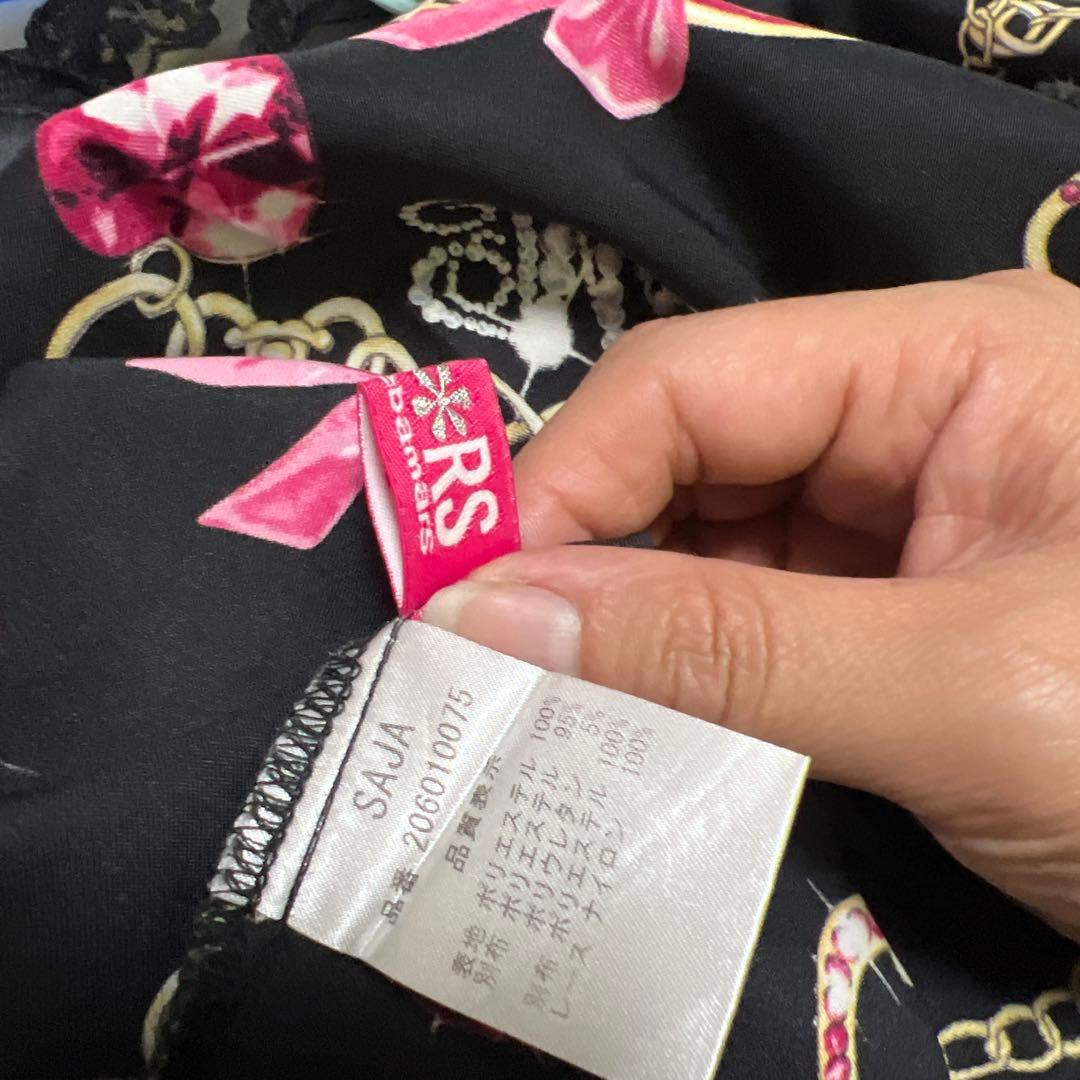 RS
bamars
SAJA
品番 206010075
品質表示
表地 ポリエステル 100%
別布 ポリエステル 95%
ポリウレタン 5%
別布 ポリエステル 100%
レース ナイロン 100%